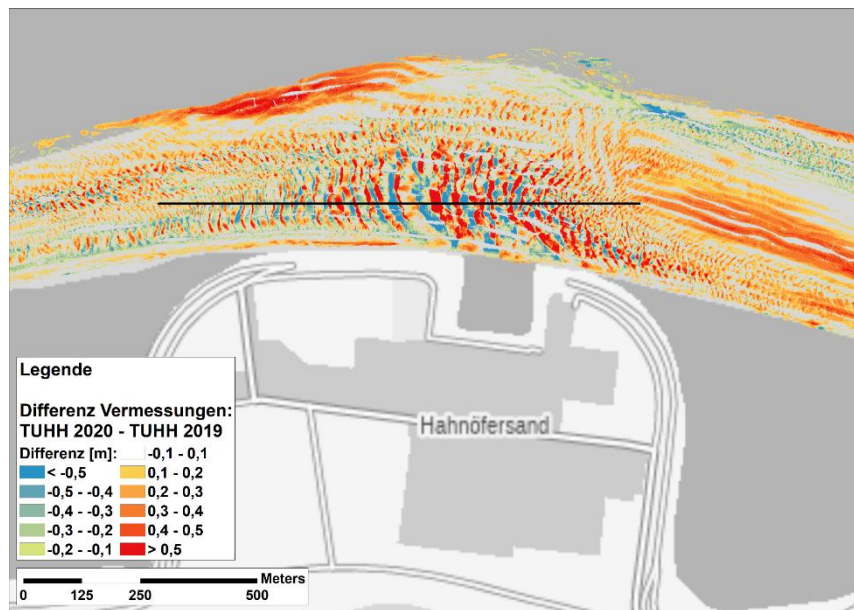 Hahnöfersand
Legende
Differenz Vermessungen:
TUHH 2020 - TUHH 2019
Differenz [m]:
-0,1 - 0,1
< -0,5
0,1 - 0,2
-0,5 - -0,4
0,2 - 0,3
-0,4 - -0,3
0,3 - 0,4
-0,3 - -0,2
0,4 - 0,5
-0,2 - -0,1
> 0,5
Meters
0 125 250 500